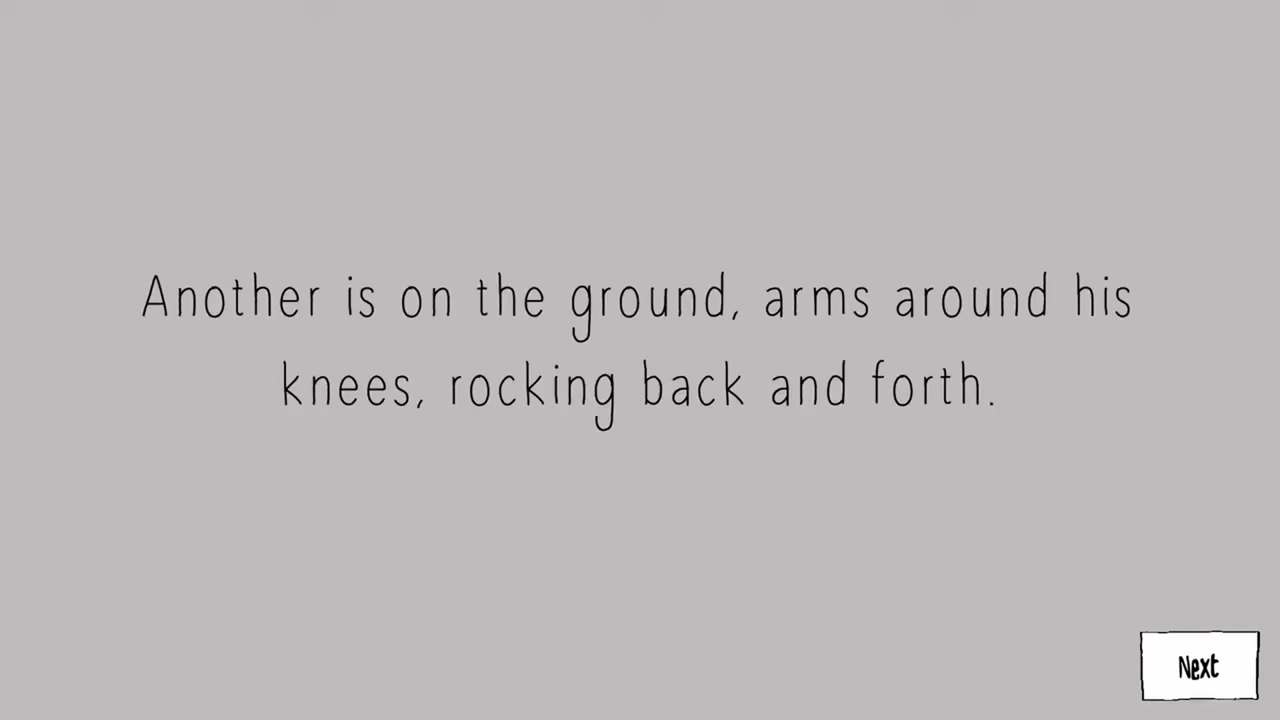 Another is on the ground, arms around his
knees, rocking back and forth.
Next